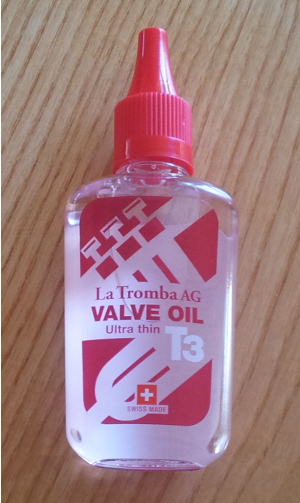 La Tromba AG
VALVE OIL
Ultra thin
T3
SWISS MADE